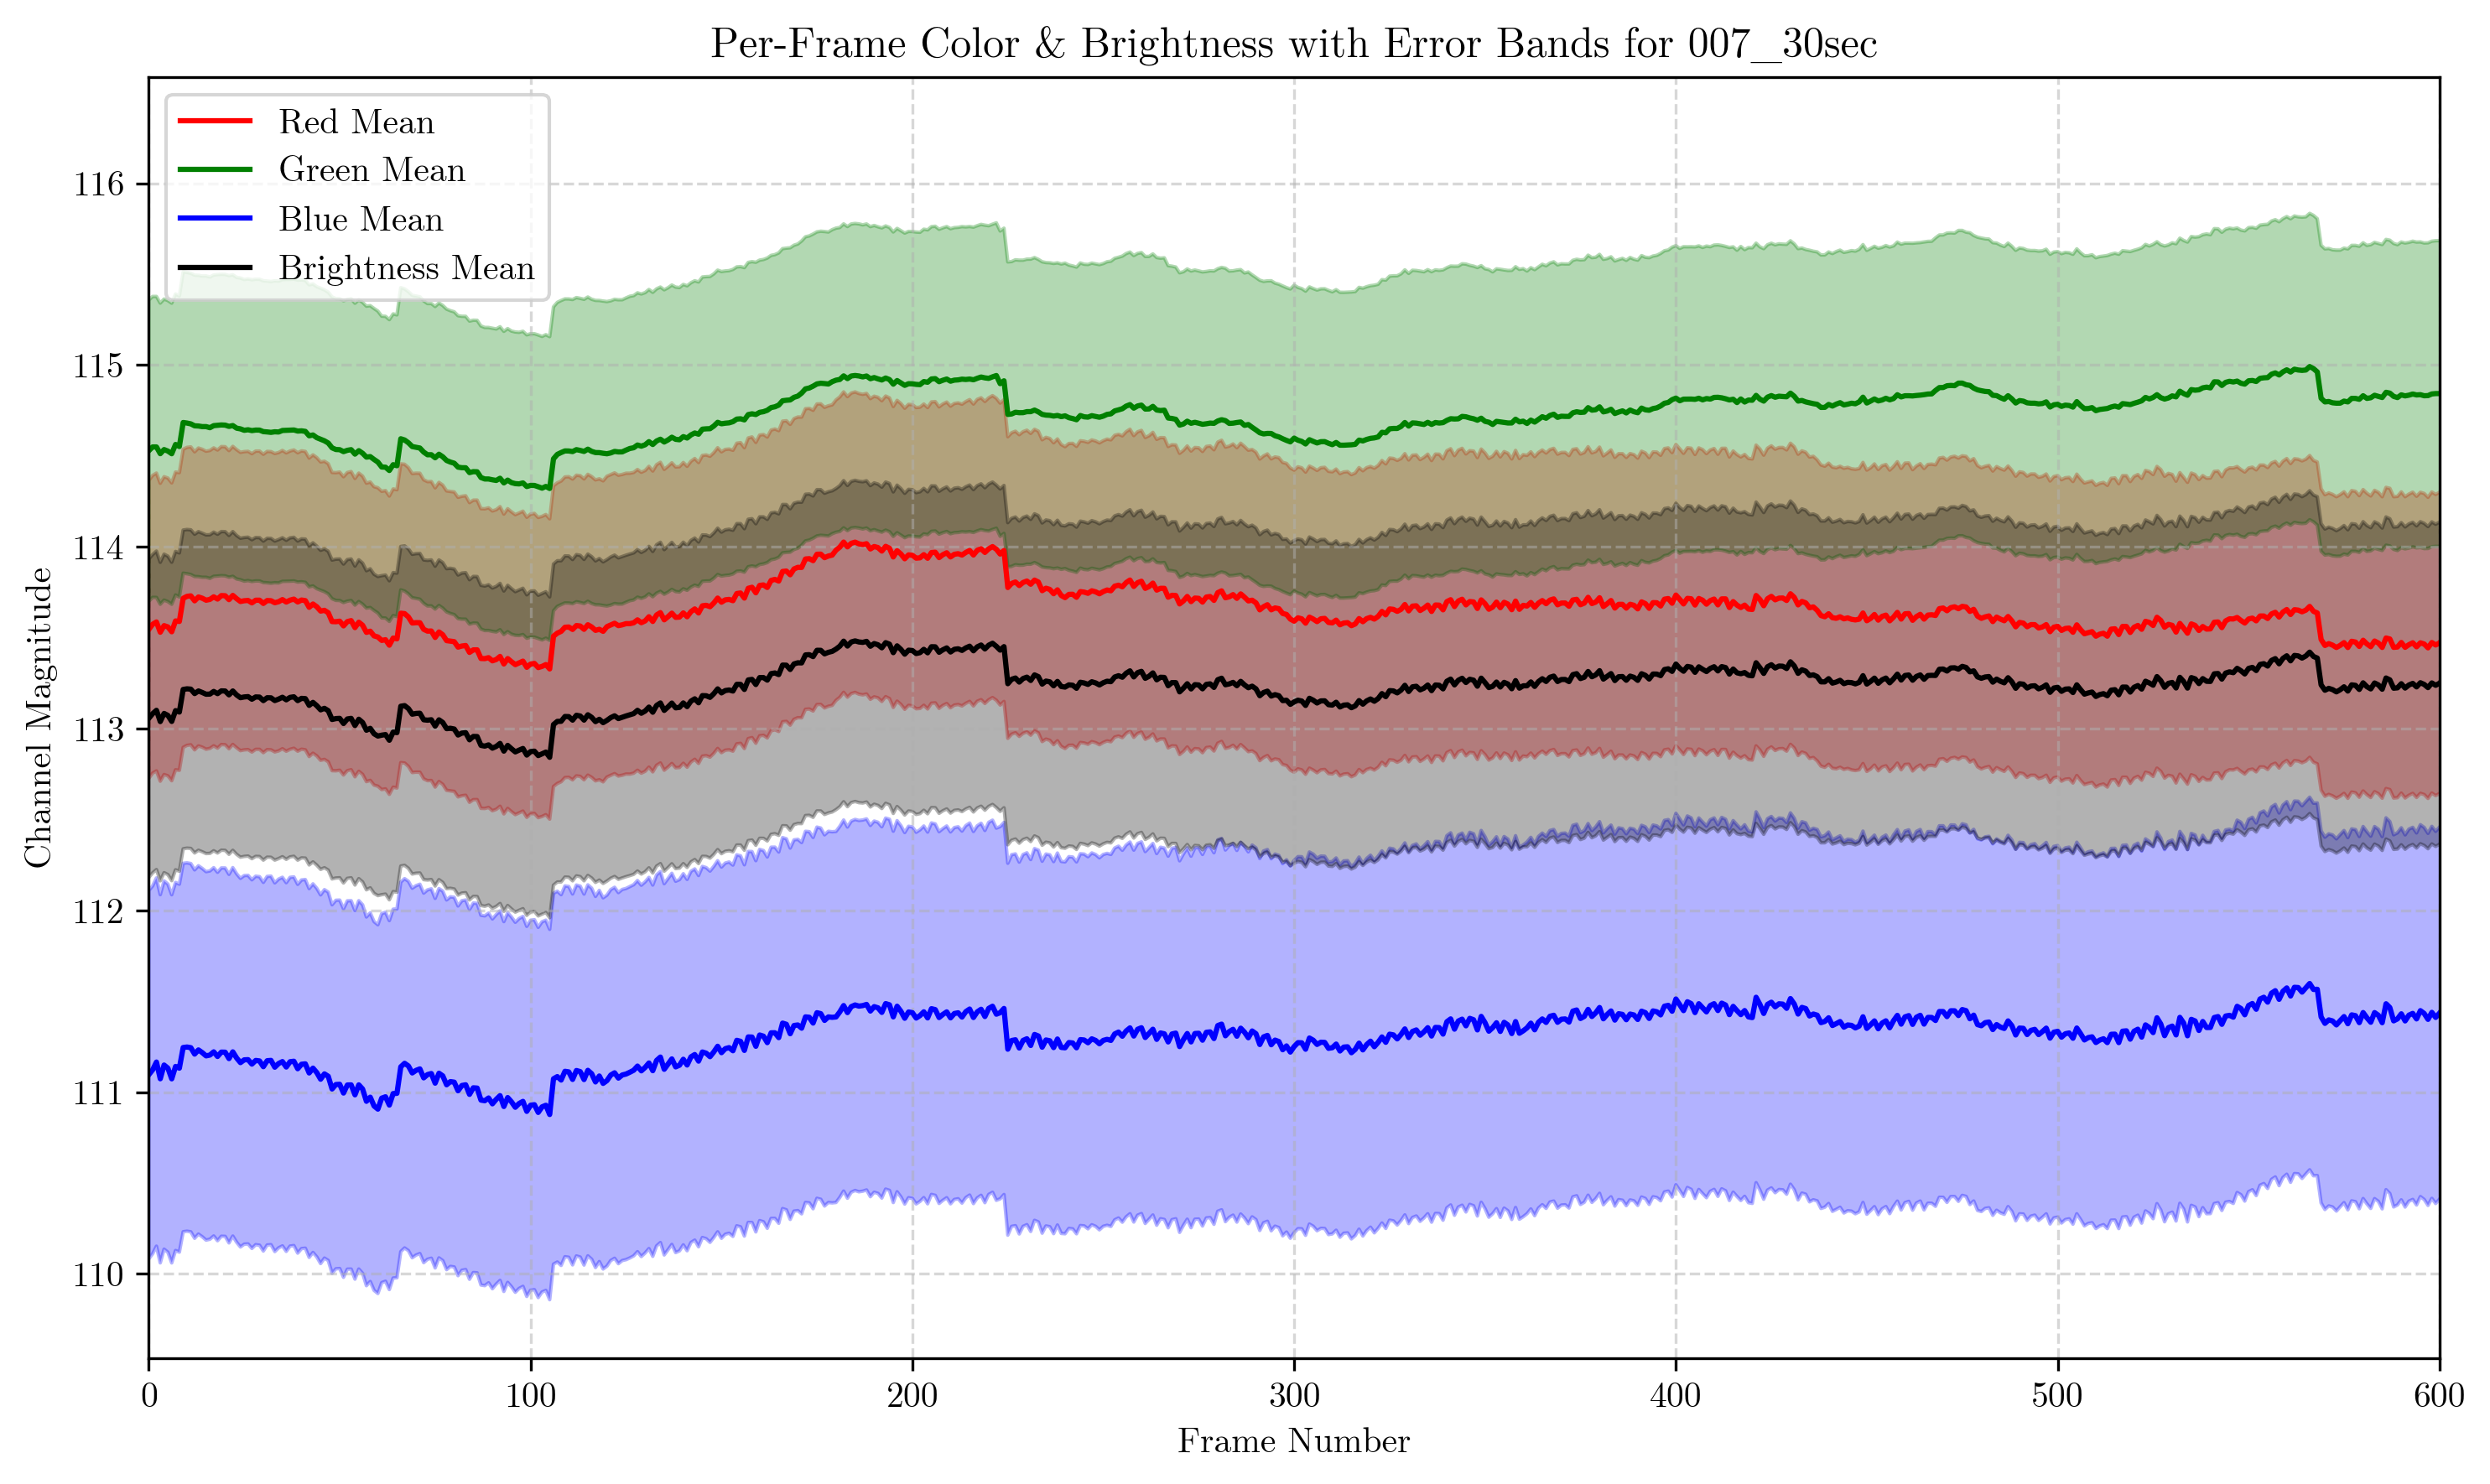 Per-Frame Color & Brightness with Error Bands for 007_30sec
Red Mean
Green Mean
Blue Mean
Brightness Mean
Channel Magnitude
116
115
114
113
112
111
110
0 100 200 300 400 500 600
Frame Number